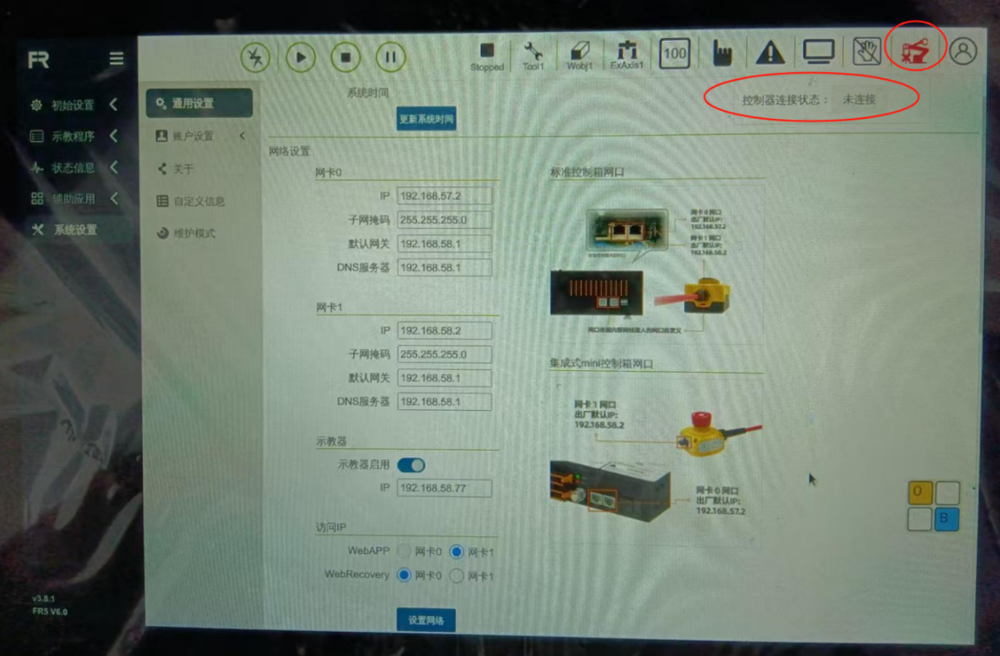 FR
Stopped
Tool1
Wobj1
ExAxis1
100
初始设置
示教程序
状态信息
辅助应用
系统设置
通用设置
账户设置
关于
自定义信息
维护模式
系统时间
更新系统时间
控制器连接状态： 未连接
网络设置
网卡0
IP 192.168.57.2
子网掩码 255.255.255.0
默认网关 192.168.58.1
DNS服务器 192.168.58.1
网卡1
IP 192.168.58.2
子网掩码 255.255.255.0
默认网关 192.168.58.1
DNS服务器 192.168.58.1
示教器
示教器启用
IP 192.168.58.77
访问IP
WebAPP 网卡0 网卡1
WebRecovery 网卡0 网卡1
设置网络
标准控制箱网口
网卡0网口
出厂默认IP:
192.168.57.2
网卡1网口
出厂默认IP:
192.168.58.2
集成式mini控制箱网口
网卡1网口
出厂默认IP:
192.168.58.2
网卡0网口
出厂默认IP:
192.168.57.2
O
B
v3.8.1
FR5 V6.0